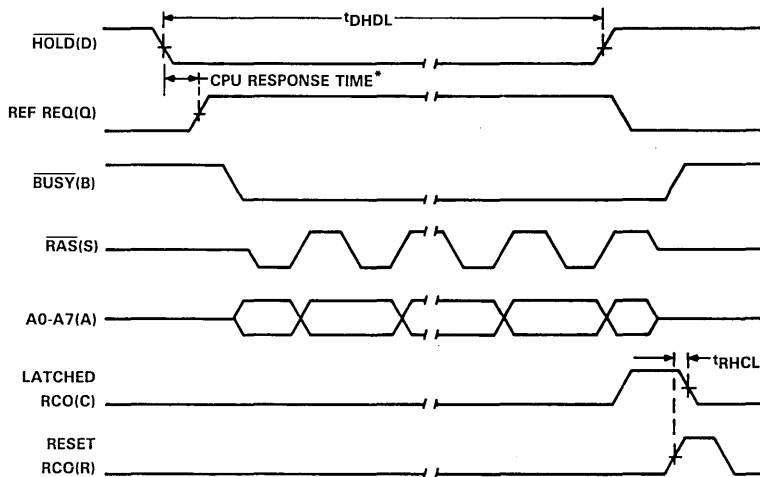 tDHDL
HOLD(D)
CPU RESPONSE TIME*
REF REQ(Q)
BUSY(B)
RAS(S)
A0-A7(A)
tRHCL
LATCHED
RCO(C)
RESET
RCO(R)